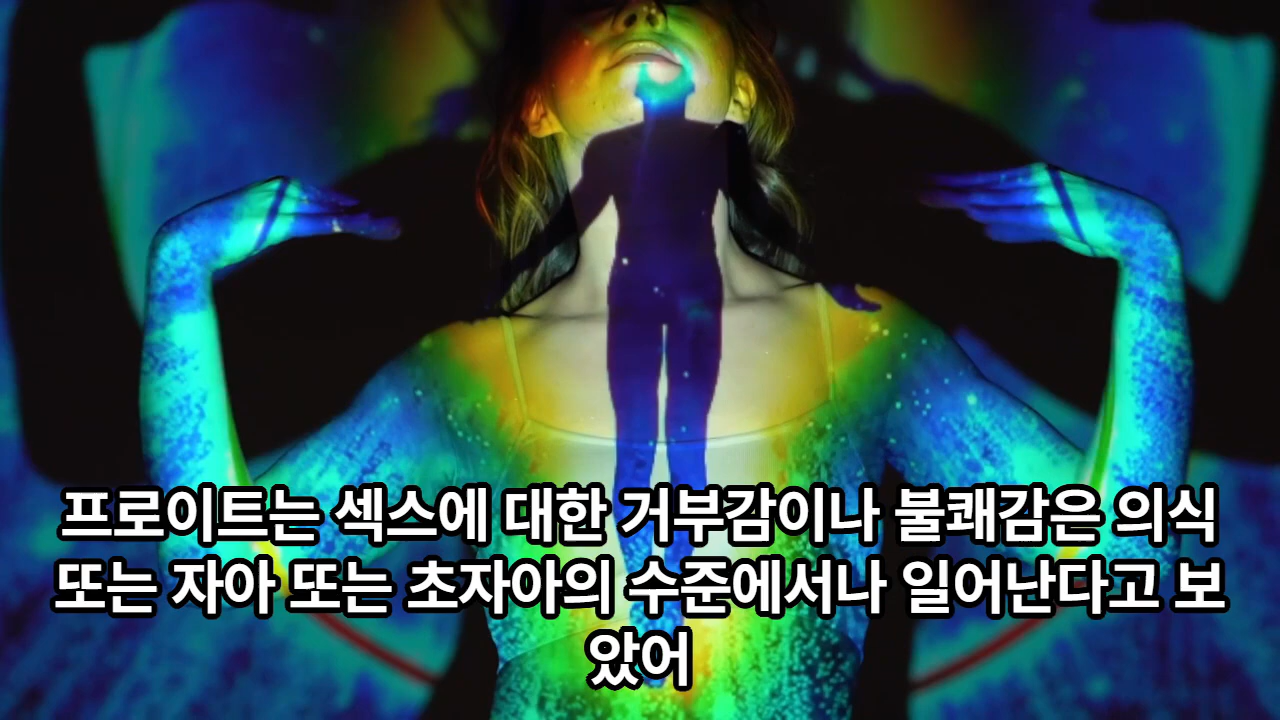 프로이트는 섹스에 대한 거부감이나 불쾌감은 의식
또는 자아 또는 초자아의 수준에서나 일어난다고 보
았어